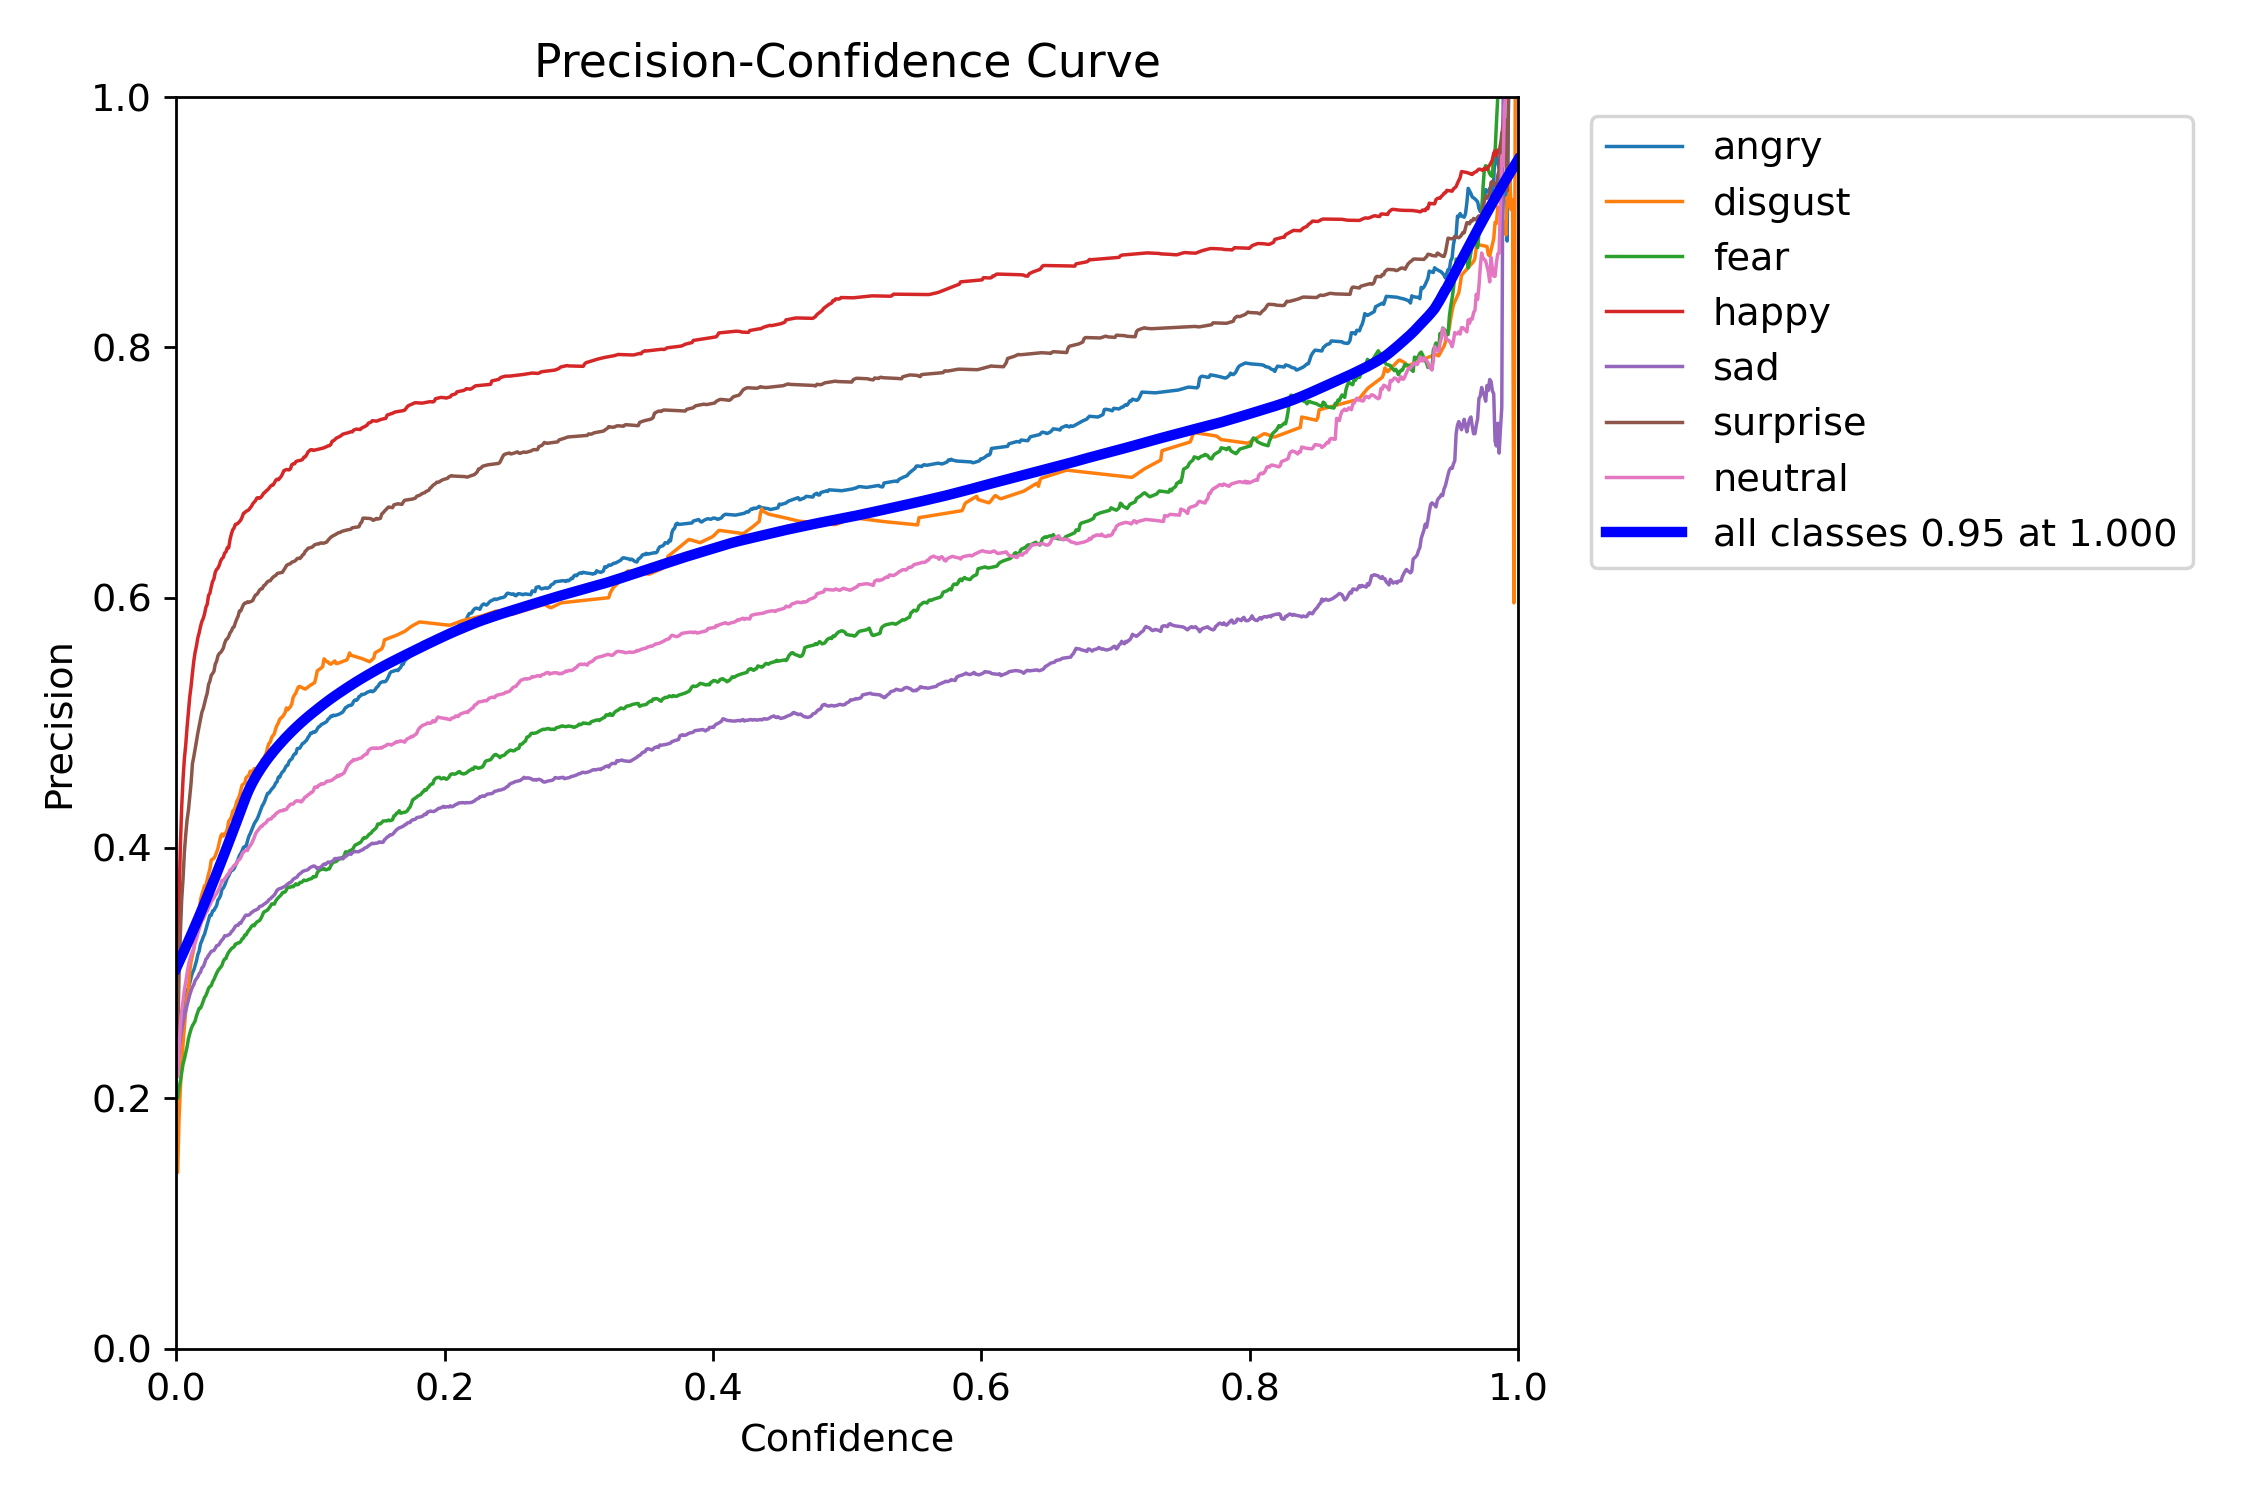 Precision-Confidence Curve
1.0
0.8
0.6
0.4
0.2
0.0
Precision
0.0 0.2 0.4 0.6 0.8 1.0
Confidence
angry
disgust
fear
happy
sad
surprise
neutral
all classes 0.95 at 1.000